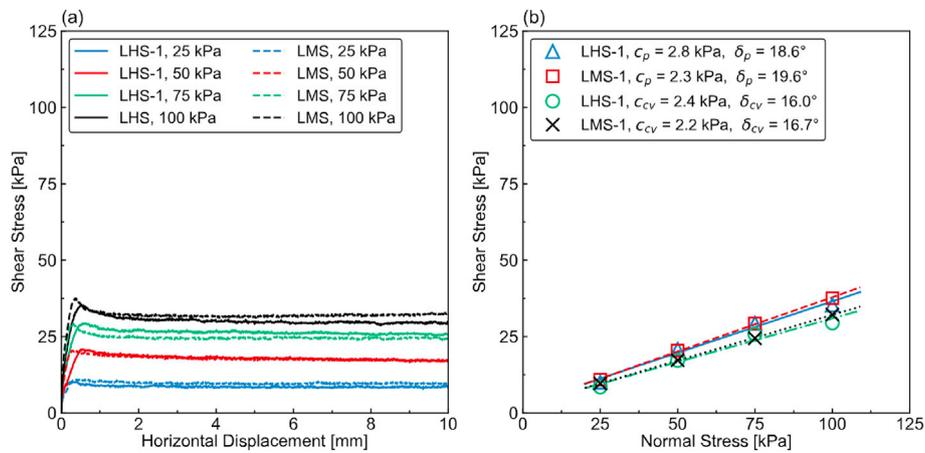 (a)
125
100
75
50
25
0
Shear Stress [kPa]
LHS-1, 25 kPa
LHS-1, 50 kPa
LHS-1, 75 kPa
LHS, 100 kPa
LMS, 25 kPa
LMS, 50 kPa
LMS, 75 kPa
LMS, 100 kPa
0 2 4 6 8 10
Horizontal Displacement [mm]
(b)
125
100
75
50
25
0
Shear Stress [kPa]
LHS-1, cₚ = 2.8 kPa, δₚ = 18.6°
LMS-1, cₚ = 2.3 kPa, δₚ = 19.6°
LHS-1, c_cv = 2.4 kPa, δ_cv = 16.0°
LMS-1, c_cv = 2.2 kPa, δ_cv = 16.7°
0 25 50 75 100 125
Normal Stress [kPa]